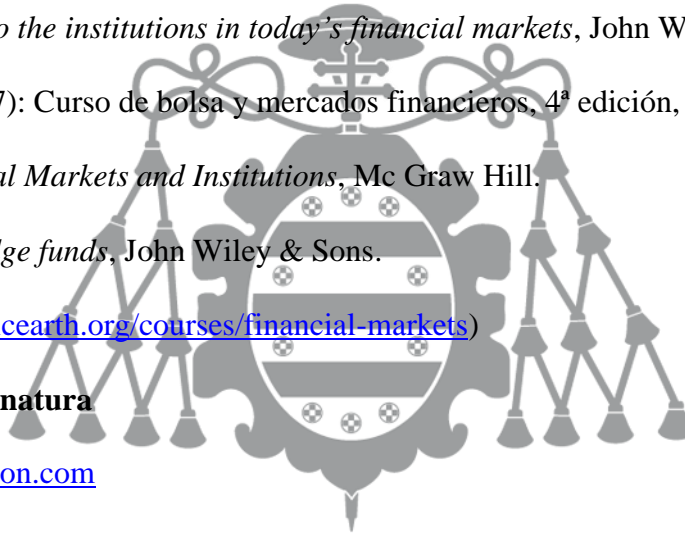 o the institutions in today's financial markets, John W
7): Curso de bolsa y mercados financieros, 4ª edición,
al Markets and Institutions, Mc Graw Hill.
dge funds, John Wiley & Sons.
cearth.org/courses/financial-markets)
natura
on.com